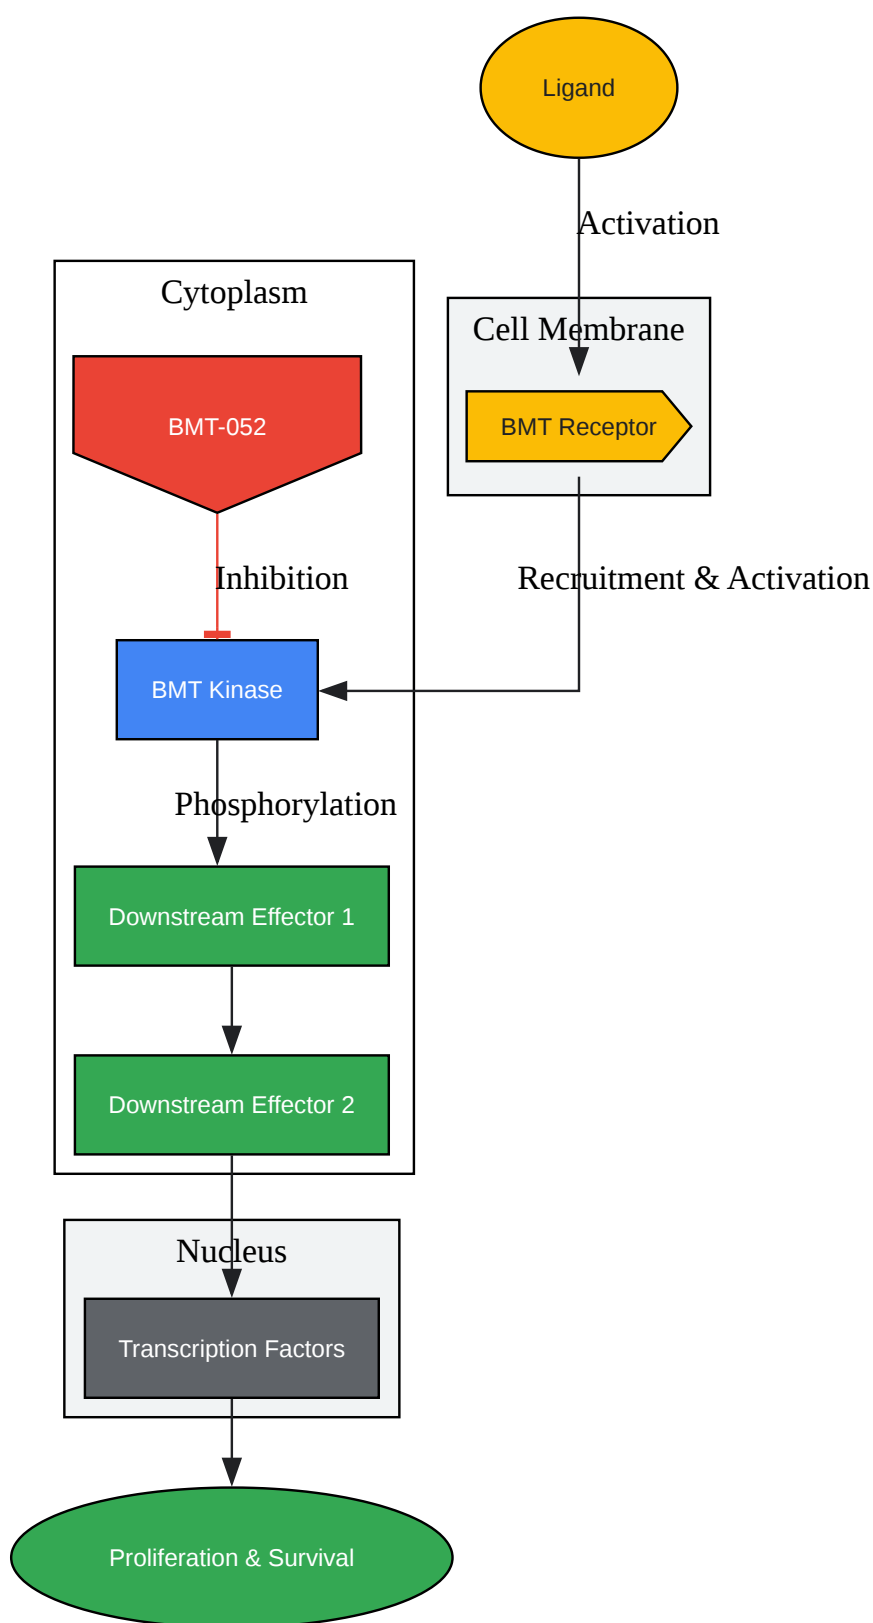 Ligand
Activation
Cytoplasm
Cell Membrane
BMT-052
BMT Receptor
Inhibition
Recruitment & Activation
BMT Kinase
Phosphorylation
Downstream Effector 1
Downstream Effector 2
Nucleus
Transcription Factors
Proliferation & Survival